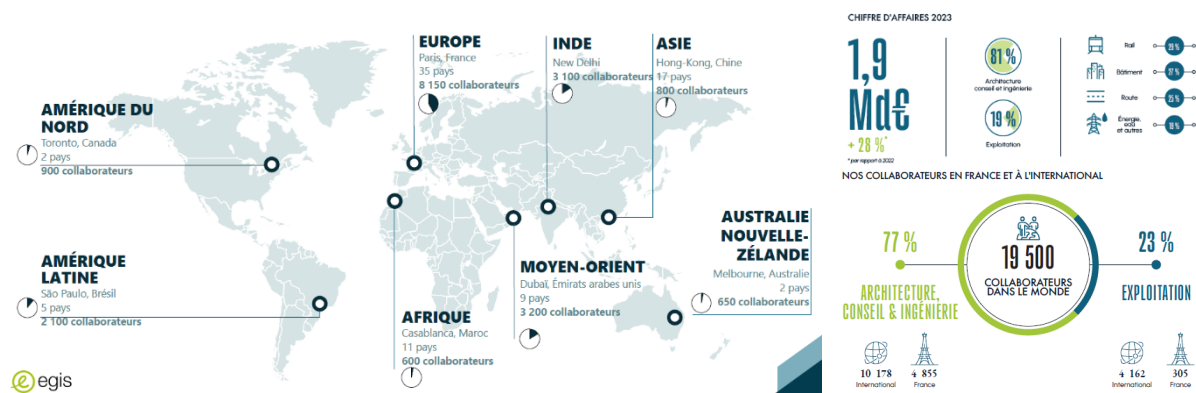 AMÉRIQUE DU
NORD
Toronto, Canada
2 pays
900 collaborateurs
AMÉRIQUE
LATINE
São Paulo, Brésil
5 pays
2 100 collaborateurs
EUROPE
Paris, France
35 pays
8 150 collaborateurs
AFRIQUE
Casablanca, Maroc
11 pays
600 collaborateurs
INDE
New Delhi
3 100 collaborateurs
ASIE
Hong-Kong, Chine
17 pays
800 collaborateurs
MOYEN-ORIENT
Dubaï, Émirats arabes unis
9 pays
3 200 collaborateurs
AUSTRALIE
NOUVELLE-
ZÉLANDE
Melbourne, Australie
2 pays
650 collaborateurs
egis
CHIFFRE D'AFFAIRES 2023
1,9
Md€
+ 28 %*
* par rapport à 2022
81 %
Architecture
conseil et ingénierie
19 %
Exploitation
Rail
Bâtiment
27 %
Route
25 %
Énergie,
eau
et autres
NOS COLLABORATEURS EN FRANCE ET À L'INTERNATIONAL
77 %
ARCHITECTURE,
CONSEIL & INGÉNIERIE
19 500
COLLABORATEURS
DANS LE MONDE
23 %
EXPLOITATION
10 178
International
4 855
France
4 162
International
305
France